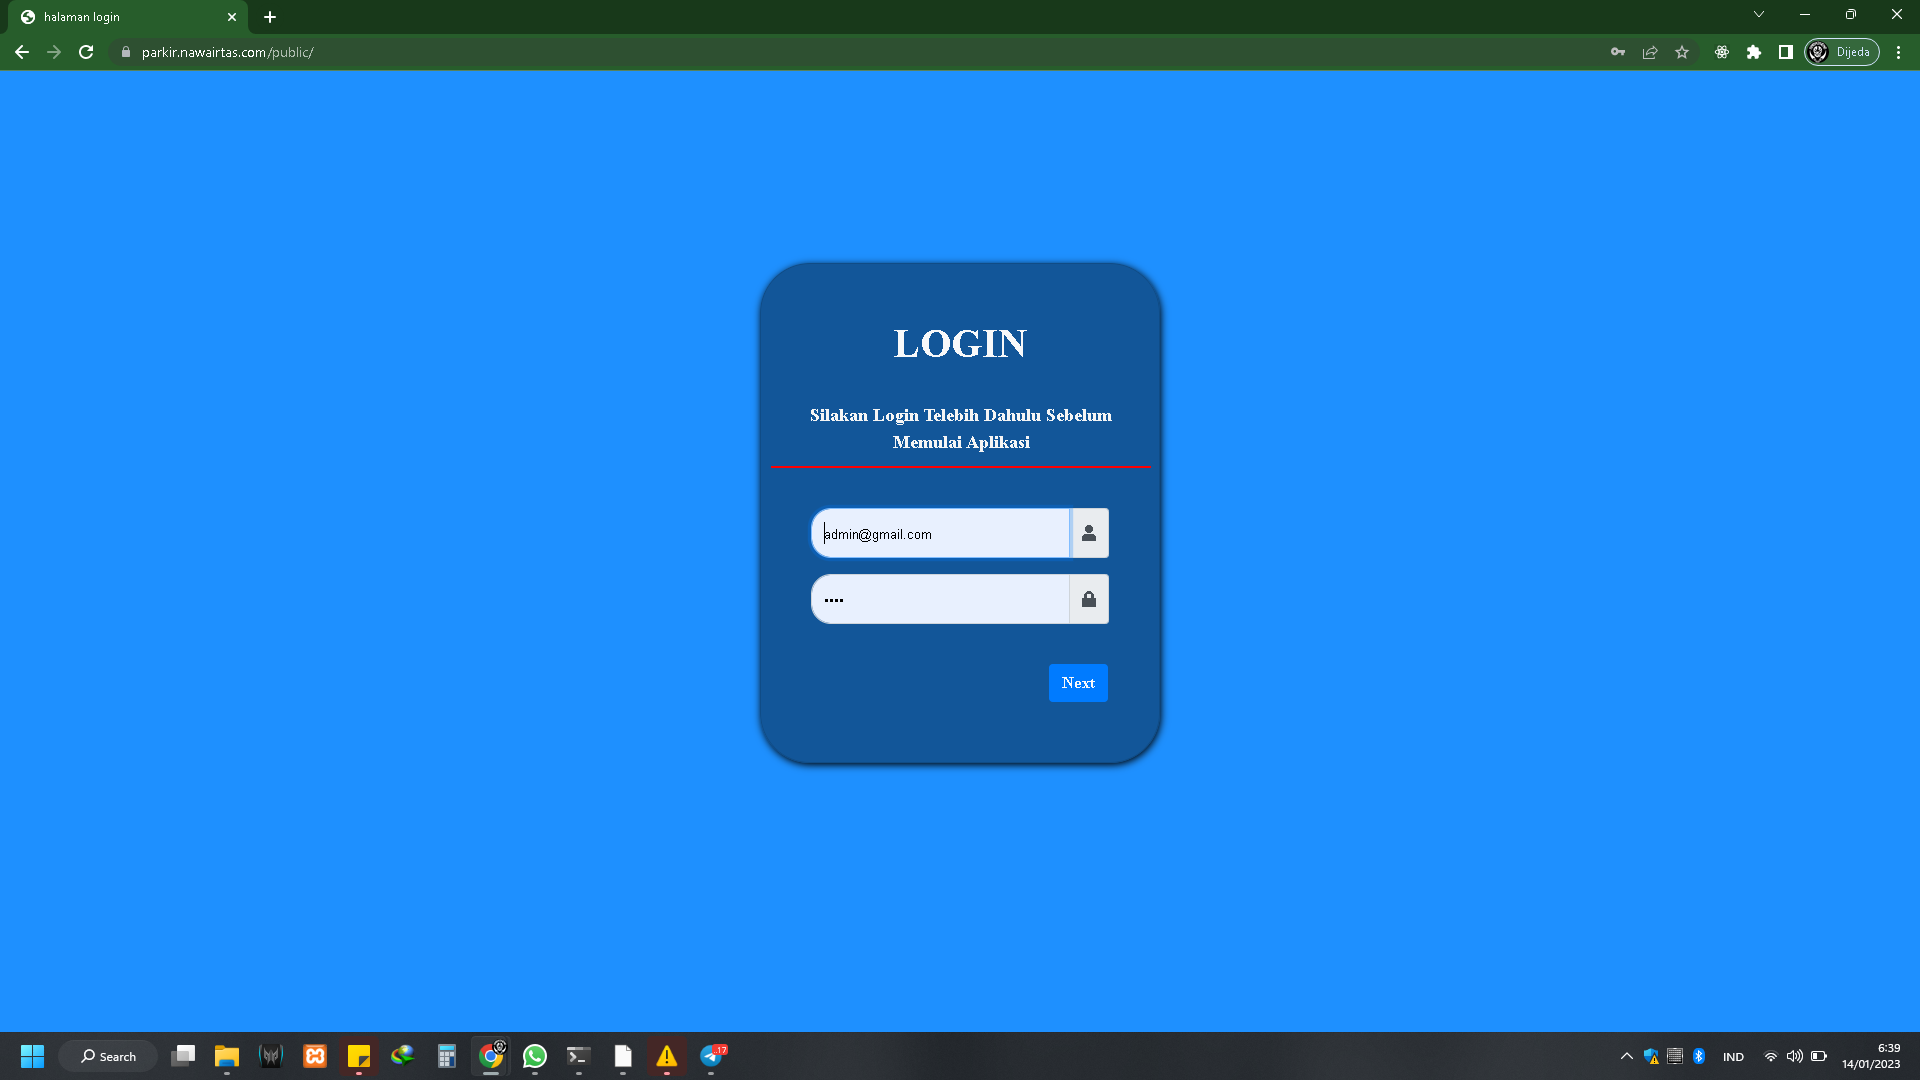 halaman login
parkir.nawairtas.com/public/
Dijeda
LOGIN
Silakan Login Telebih Dahulu Sebelum
Memulai Aplikasi
admin@gmail.com
••••
Next
Search
17
IND
6:39
14/01/2023